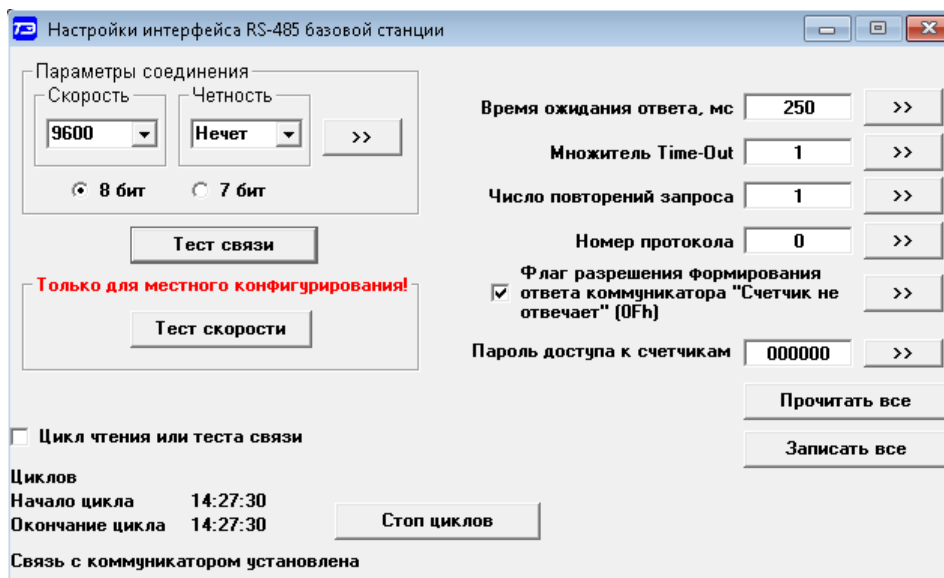 ТЭ Настройки интерфейса RS-485 базовой станции
Параметры соединения
Скорость
Четность
9600
Нечет
>>
8 бит
7 бит
Тест связи
Только для местного конфигурирования!
Тест скорости
Время ожидания ответа, мс 250 >>
Множитель Time-Out 1 >>
Число повторений запроса 1 >>
Номер протокола 0 >>
Флаг разрешения формирования
ответа коммуникатора "Счетчик не
отвечает" (0Fh)
>>
Пароль доступа к счетчикам 000000 >>
Прочитать все
Записать все
Цикл чтения или теста связи
Циклов
Начало цикла 14:27:30
Окончание цикла 14:27:30
Стоп циклов
Связь с коммуникатором установлена